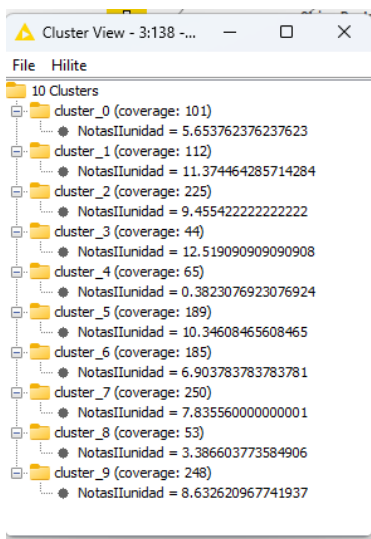 Cluster View - 3:138 -...
File Hilite
10 Clusters
cluster_0 (coverage: 101)
NotasIIunidad = 5.653762376237623
cluster_1 (coverage: 112)
NotasIIunidad = 11.374464285714284
cluster_2 (coverage: 225)
NotasIIunidad = 9.455422222222222
cluster_3 (coverage: 44)
NotasIIunidad = 12.519090909090908
cluster_4 (coverage: 65)
NotasIIunidad = 0.3823076923076924
cluster_5 (coverage: 189)
NotasIIunidad = 10.34608465608465
cluster_6 (coverage: 185)
NotasIIunidad = 6.903783783783781
cluster_7 (coverage: 250)
NotasIIunidad = 7.835560000000001
cluster_8 (coverage: 53)
NotasIIunidad = 3.386603773584906
cluster_9 (coverage: 248)
NotasIIunidad = 8.632620967741937